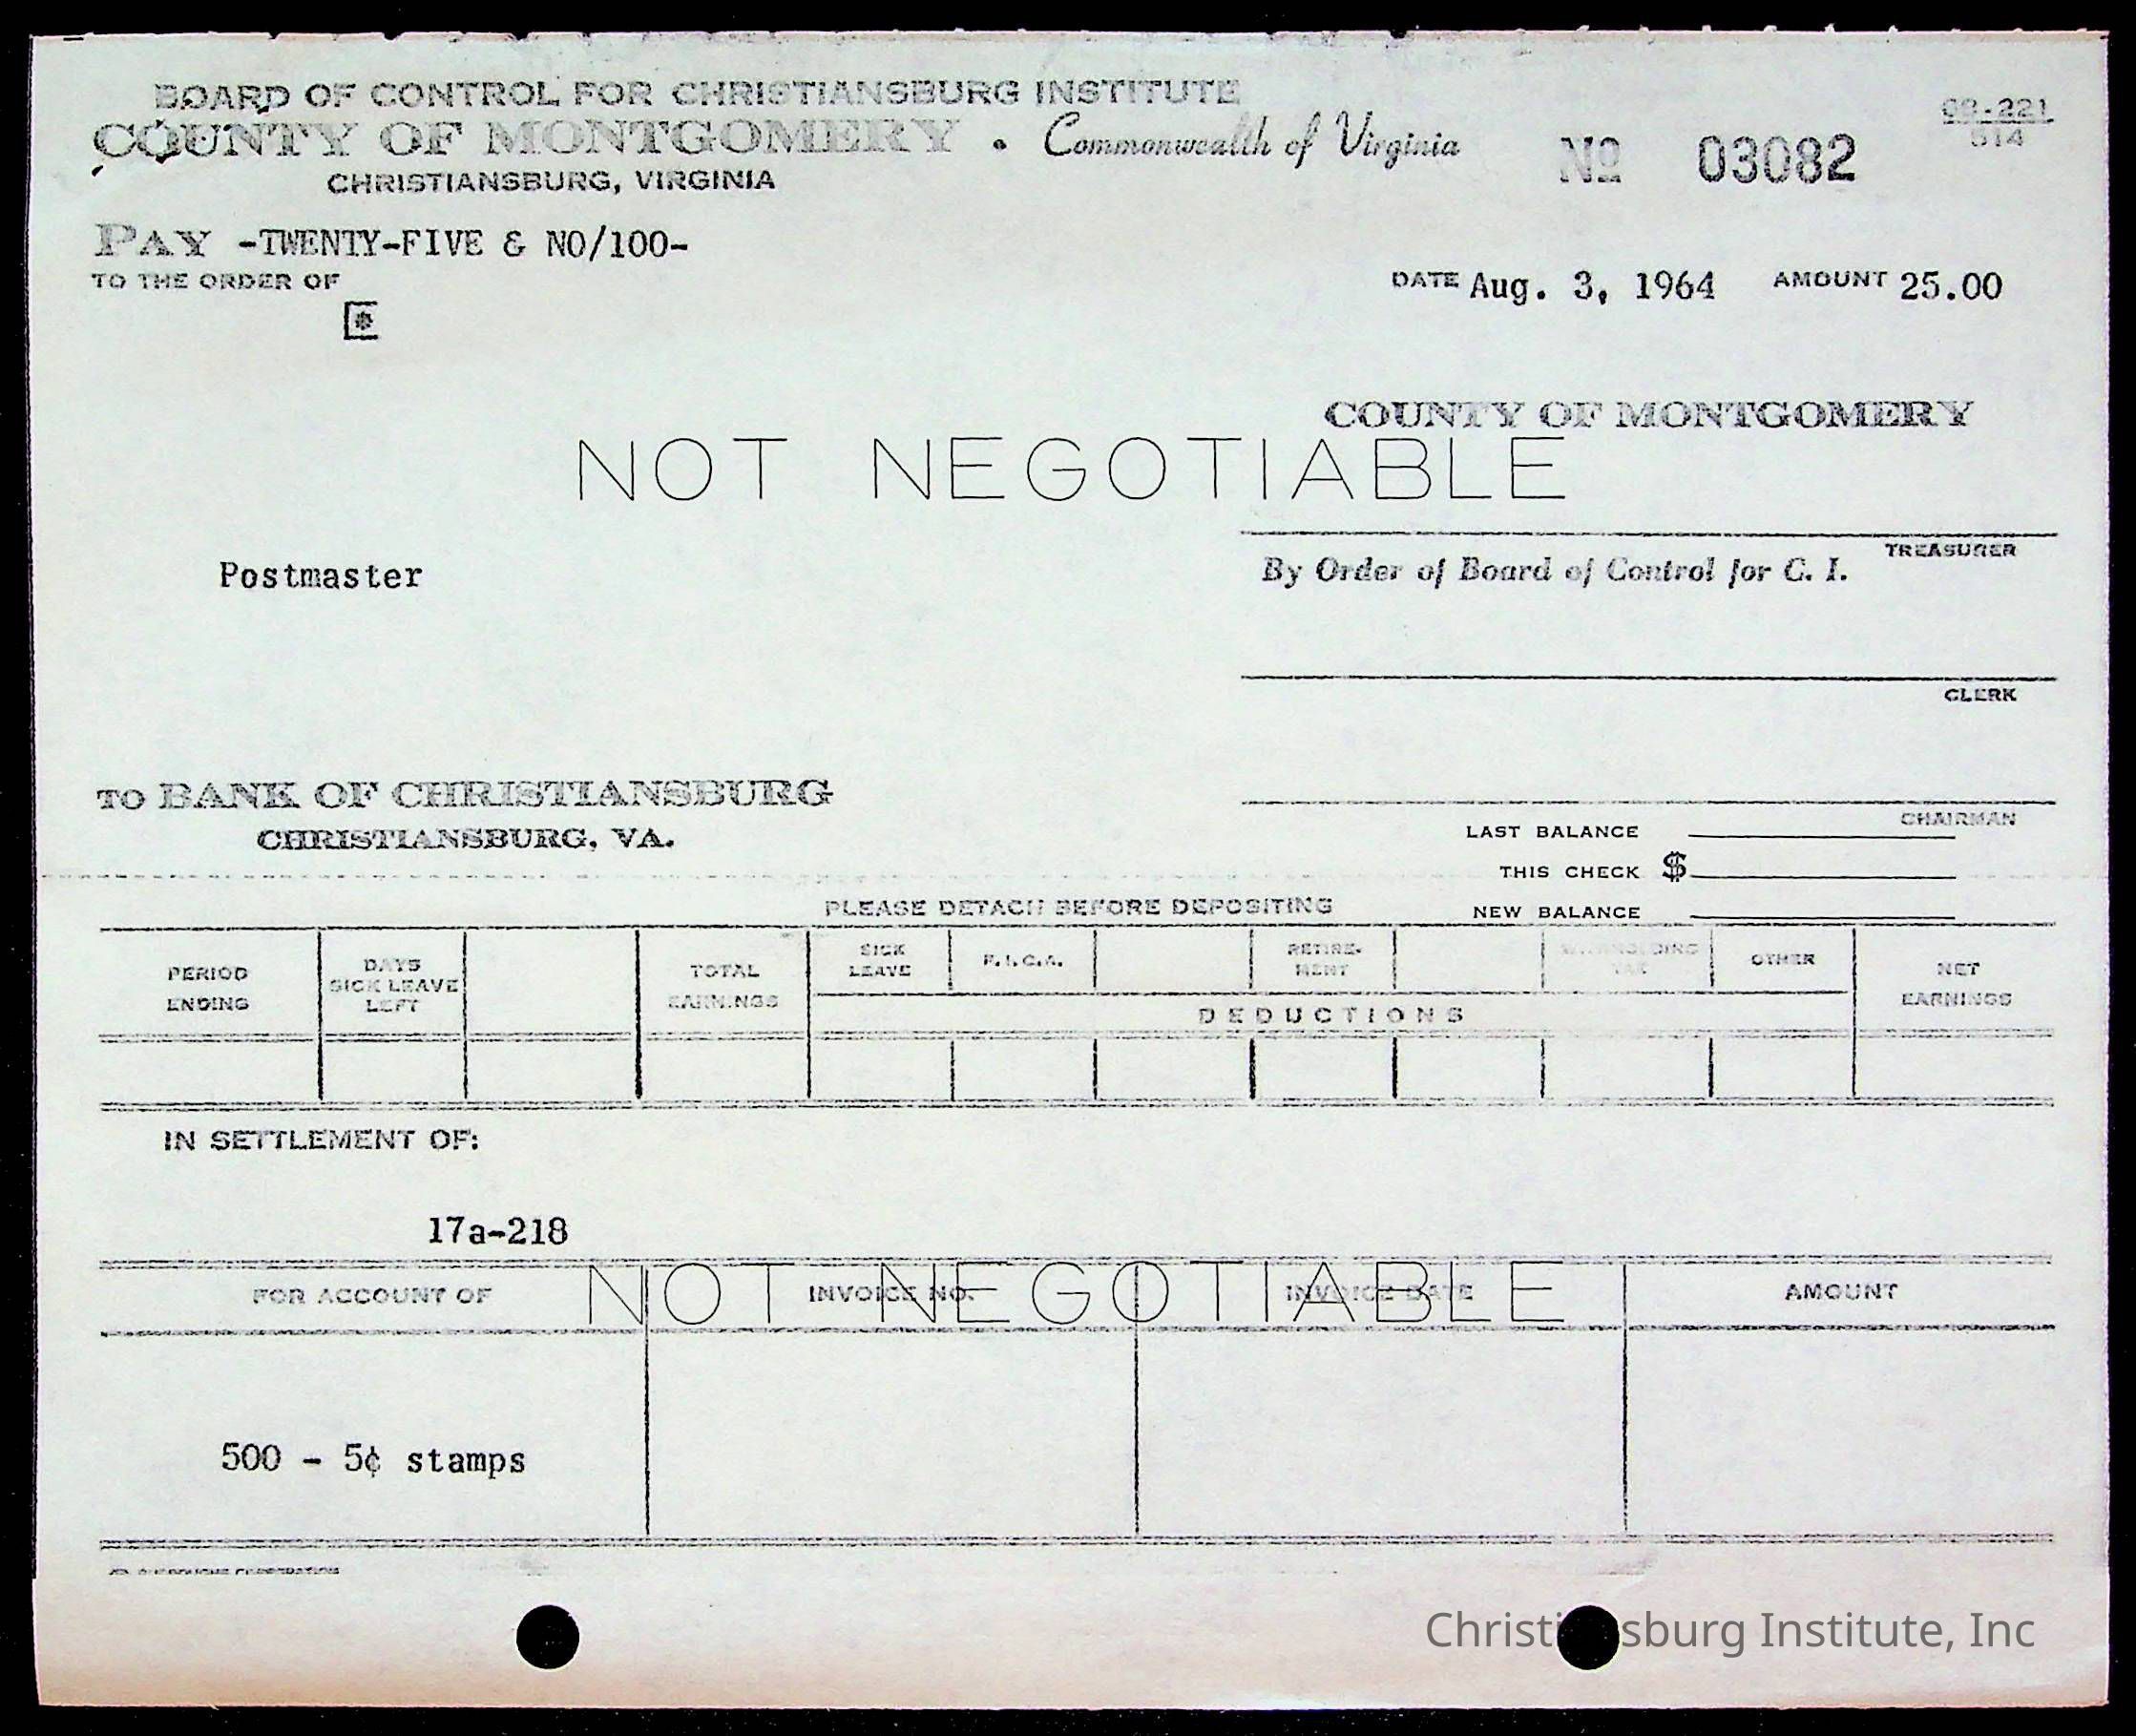 BOARD OF CONTROL FOR CHRISTIANSBURG INSTITUTE
COUNTY OF MONTGOMERY • Commonwealth of Virginia
CHRISTIANSBURG, VIRGINIA
No 03082
514
PAY -TWENTY-FIVE & NO/100-
TO THE ORDER OF
DATE Aug. 3, 1964 AMOUNT 25.00
COUNTY OF MONTGOMERY
NOT NEGOTIABLE
TREASURER
Postmaster
By Order of Board of Control for C. I.
CLERK
TO BANK OF CHRISTIANSBURG
CHRISTIANSBURG, VA.
CHAIRMAN
LAST BALANCE
THIS CHECK $
NEW BALANCE
PLEASE DETACH BEFORE DEPOSITING
PERIOD ENDING
DAYS SICK LEAVE LEFT
TOTAL EARNINGS
SICK LEAVE
F.I.C.A.
RETIRE-MENT
WITHHOLDING TAX
OTHER
NET EARNINGS
DEDUCTIONS
IN SETTLEMENT OF:
17a-218
NOT NEGOTIABLE
FOR ACCOUNT OF INVOICE NO. INVOICE DATE AMOUNT
500 - 5¢ stamps
Christi sburg Institute, Inc